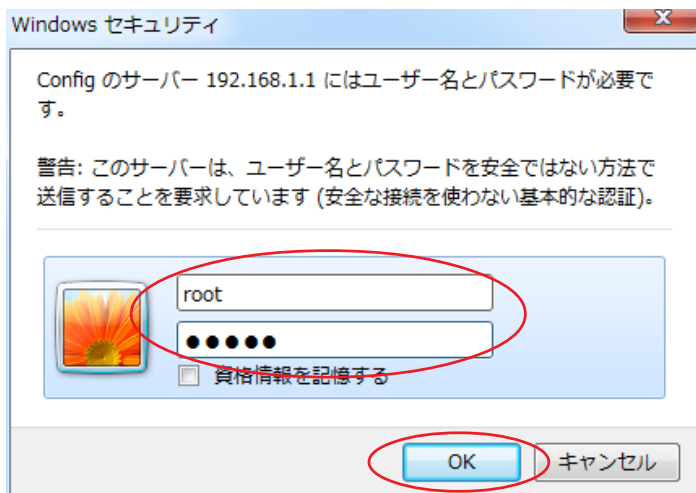 Windows セキュリティ
Config のサーバー 192.168.1.1 にはユーザー名とパスワードが必要で
す。
警告: このサーバーは、ユーザー名とパスワードを安全ではない方法で
送信することを要求しています (安全な接続を使わない基本的な認証)。
root
●●●●●
資格情報を記憶する
OK
キャンセル